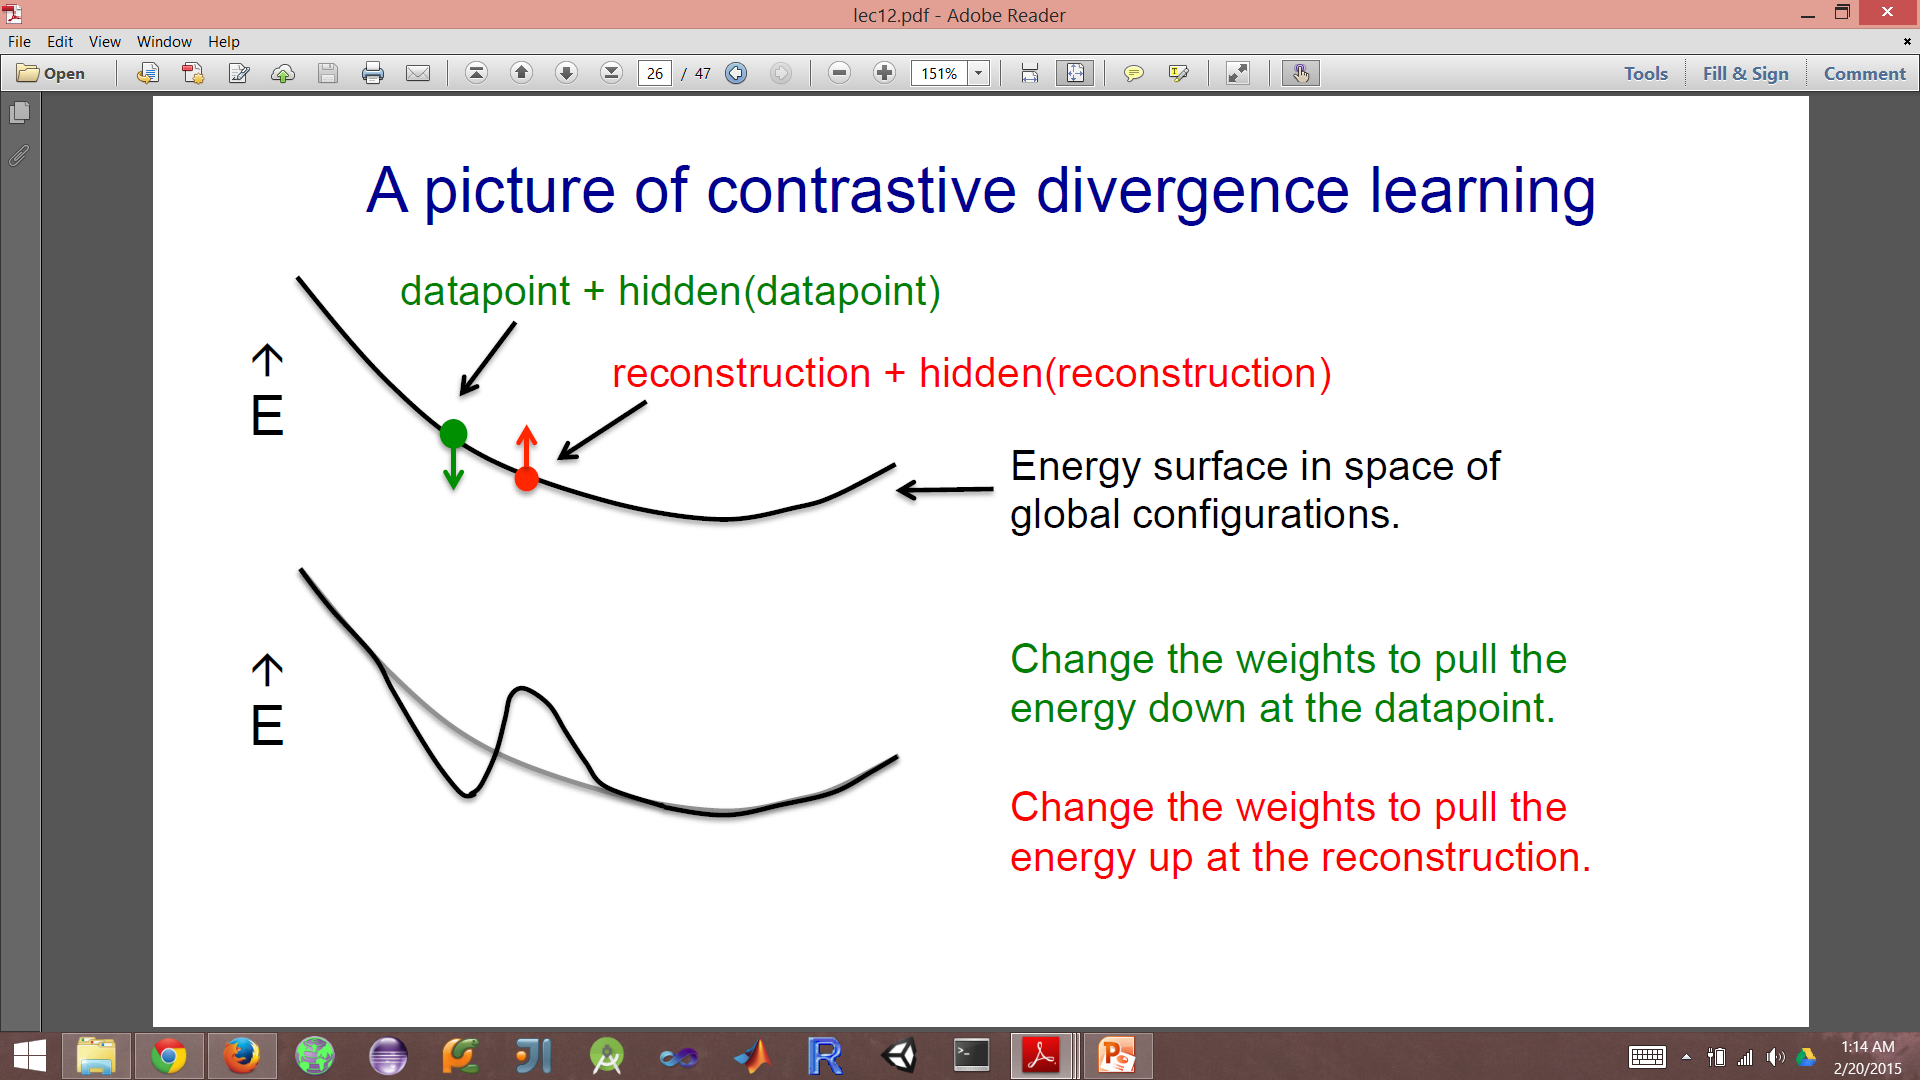 lec12.pdf - Adobe Reader
File Edit View Window Help
Open 26 / 47 151% Tools Fill & Sign Comment
A picture of contrastive divergence learning
datapoint + hidden(datapoint)
reconstruction + hidden(reconstruction)
↑
E
Energy surface in space of
global configurations.
↑
E
Change the weights to pull the
energy down at the datapoint.
Change the weights to pull the
energy up at the reconstruction.
1:14 AM
2/20/2015